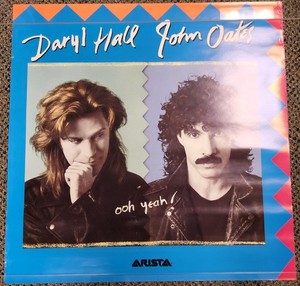 Daryl Hall John Oates
ooh yeah!
ARISTA